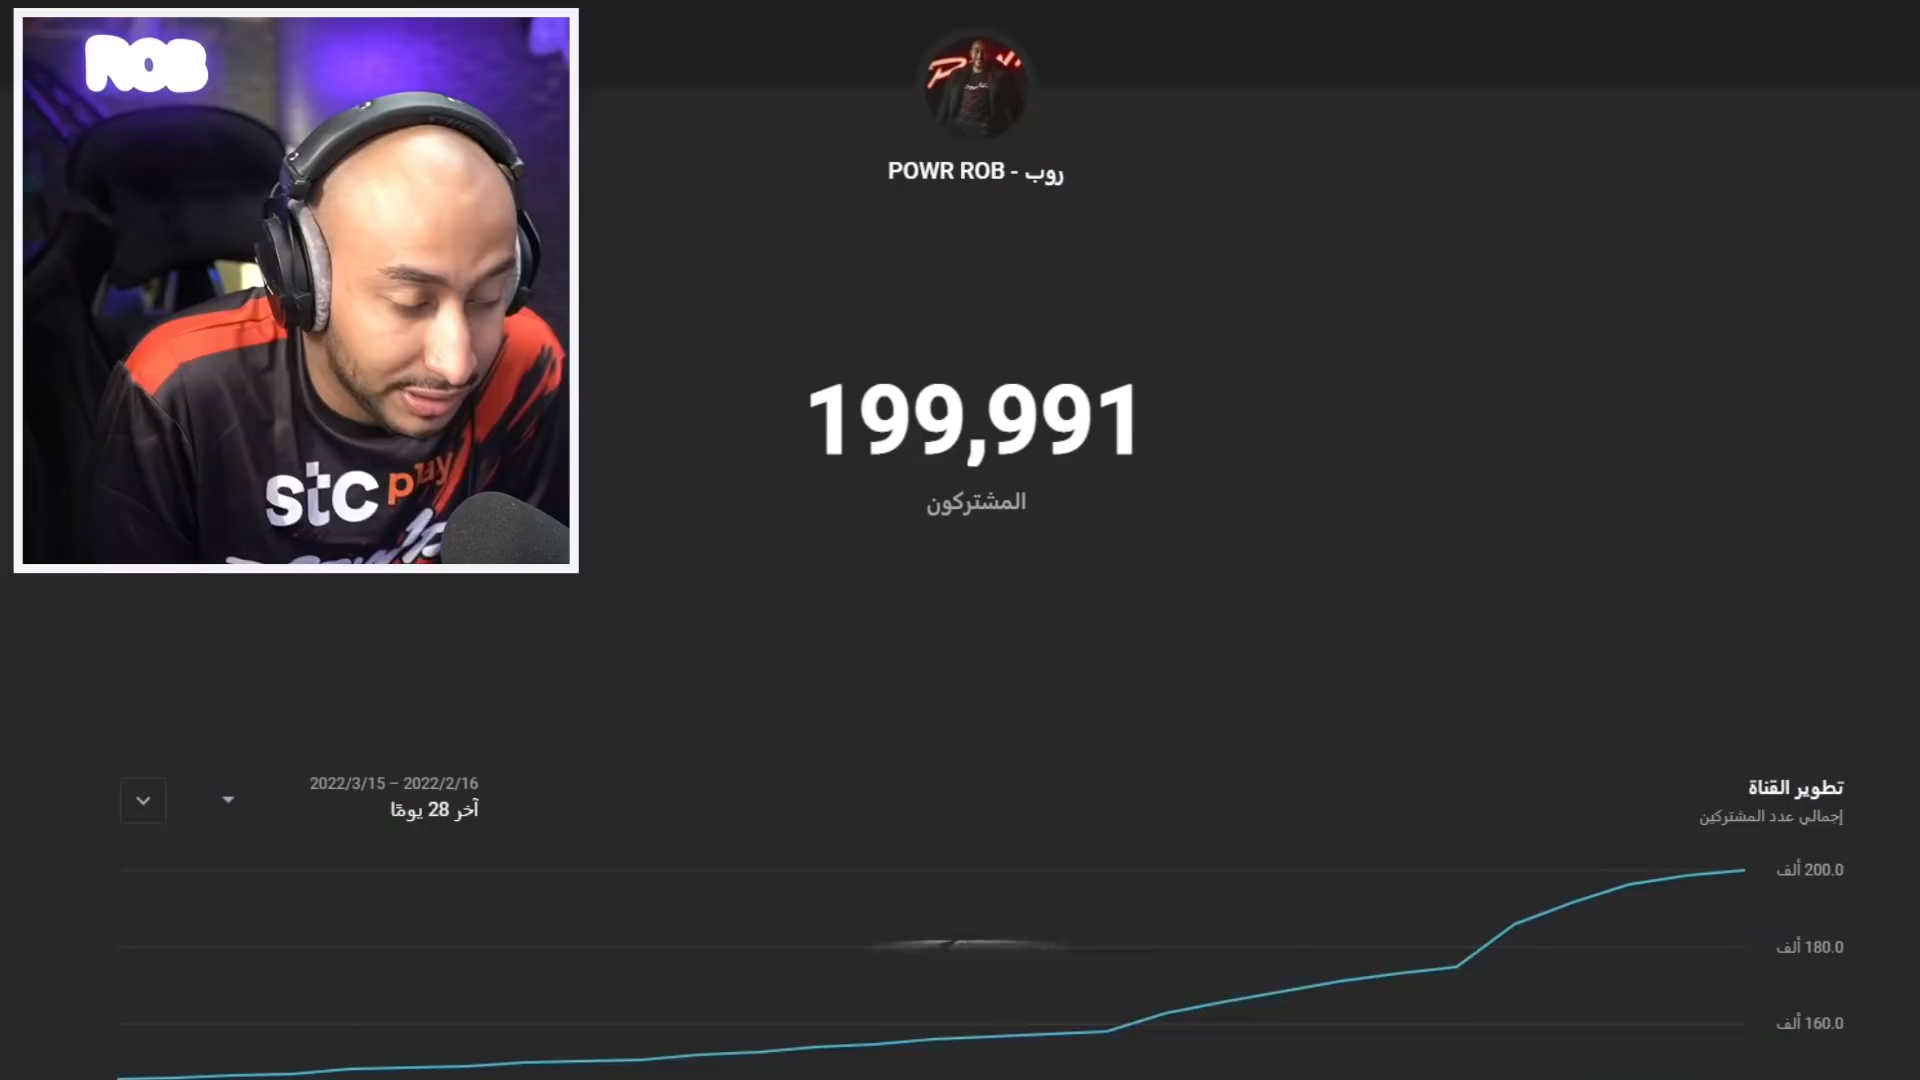 ROB
POWR ROB - روب
199,991
المشتركون
stc play
تطوير القناة
إجمالي عدد المشتركين
2022/3/15 – 2022/2/16
آخر 28 يومًا
200.0 ألف
180.0 ألف
160.0 ألف